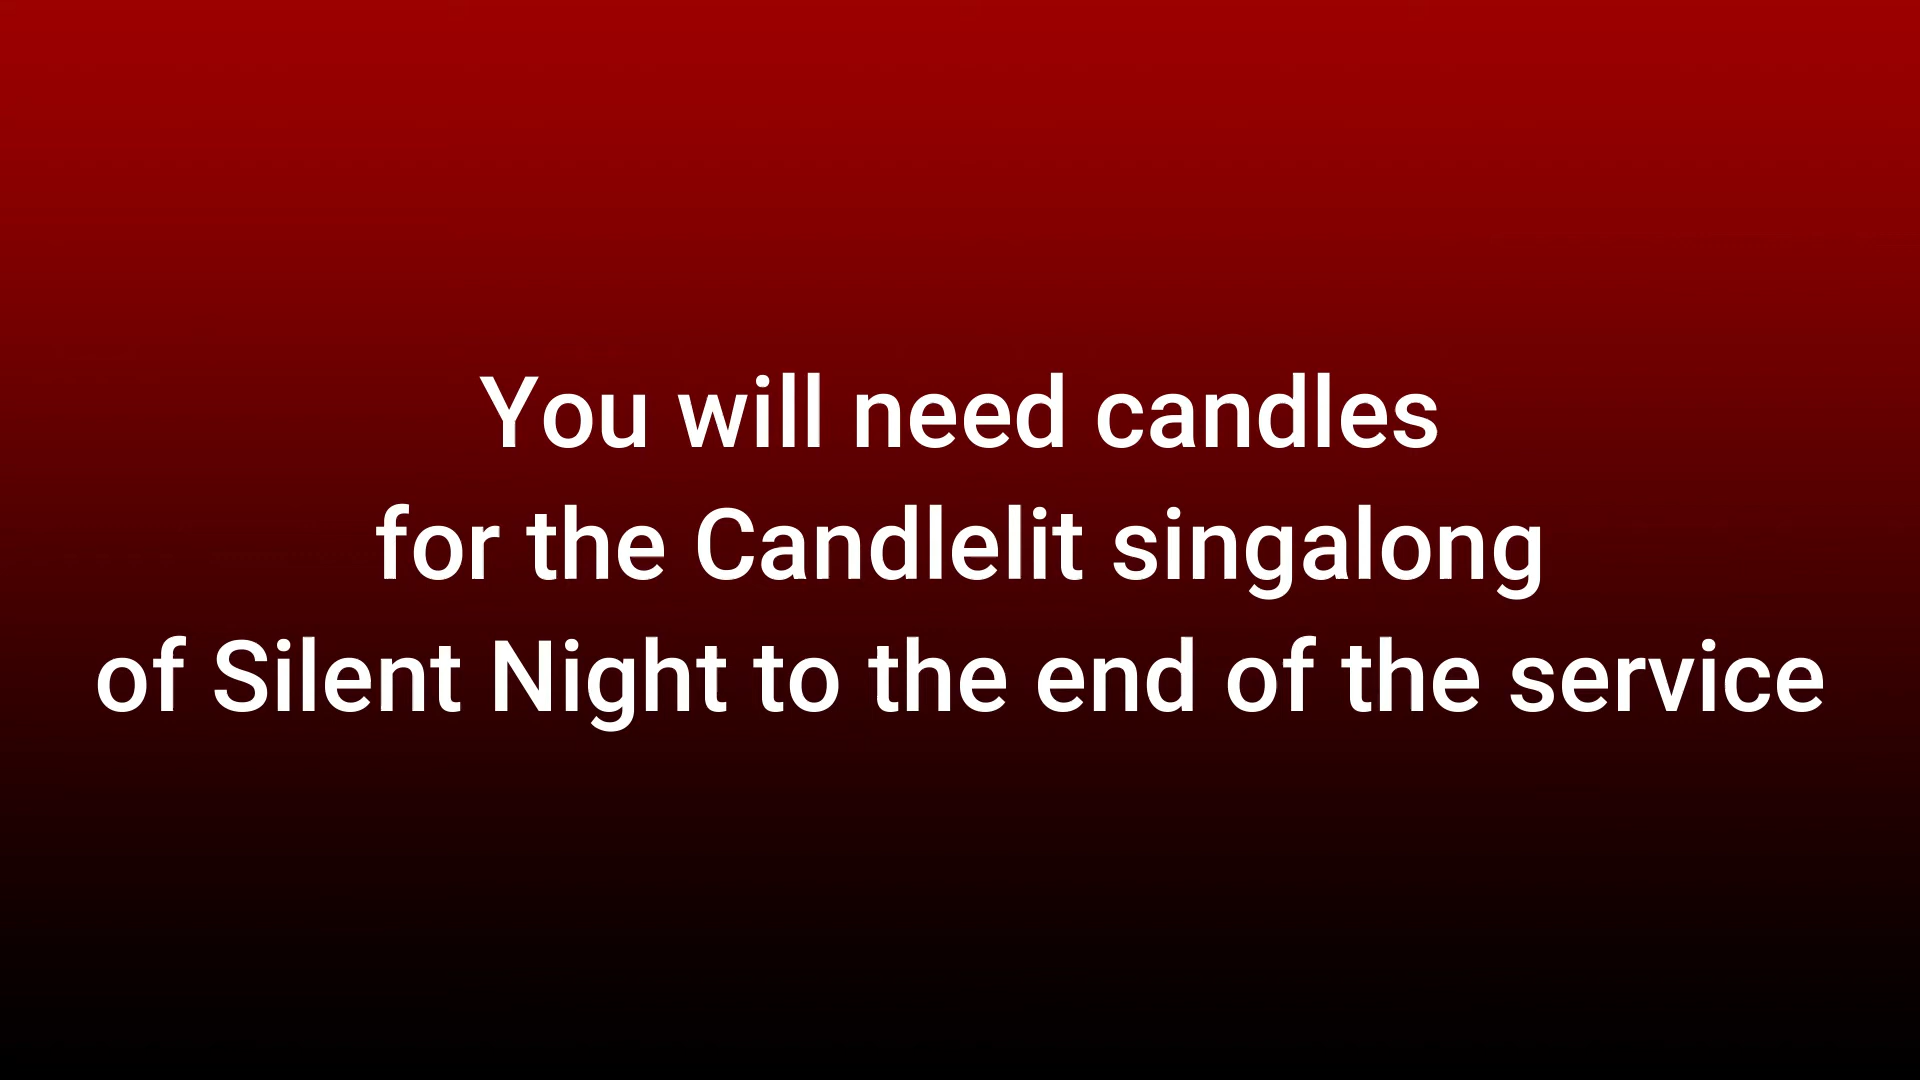 You will need candles
for the Candlelit singalong
of Silent Night to the end of the service